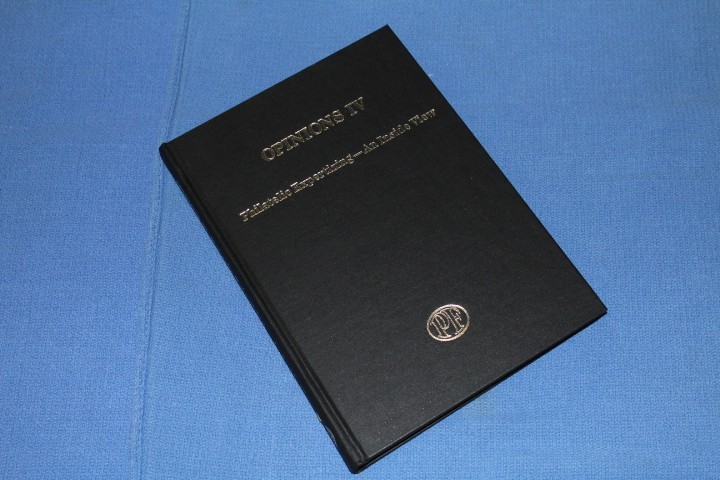 OPINIONS IV
Philatelic Expertizing—An Inside View
PF